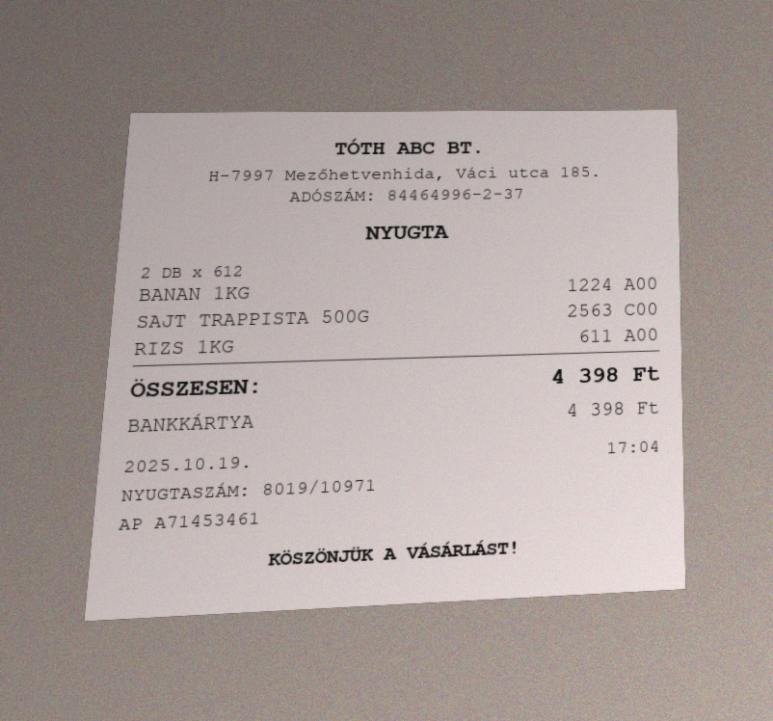 TÓTH ABC BT.
H-7997 Mezőhetvenhida, Váci utca 185.
ADÓSZÁM: 84464996-2-37
NYUGTA
2 DB x 612
BANAN 1KG 1224 A00
SAJT TRAPPISTA 500G 2563 C00
RIZS 1KG 611 A00
ÖSSZESEN: 4 398 Ft
BANKKÁRTYA 4 398 Ft
2025.10.19. 17:04
NYUGTASZÁM: 8019/10971
AP A71453461
KÖSZÖNJÜK A VÁSÁRLÁST!